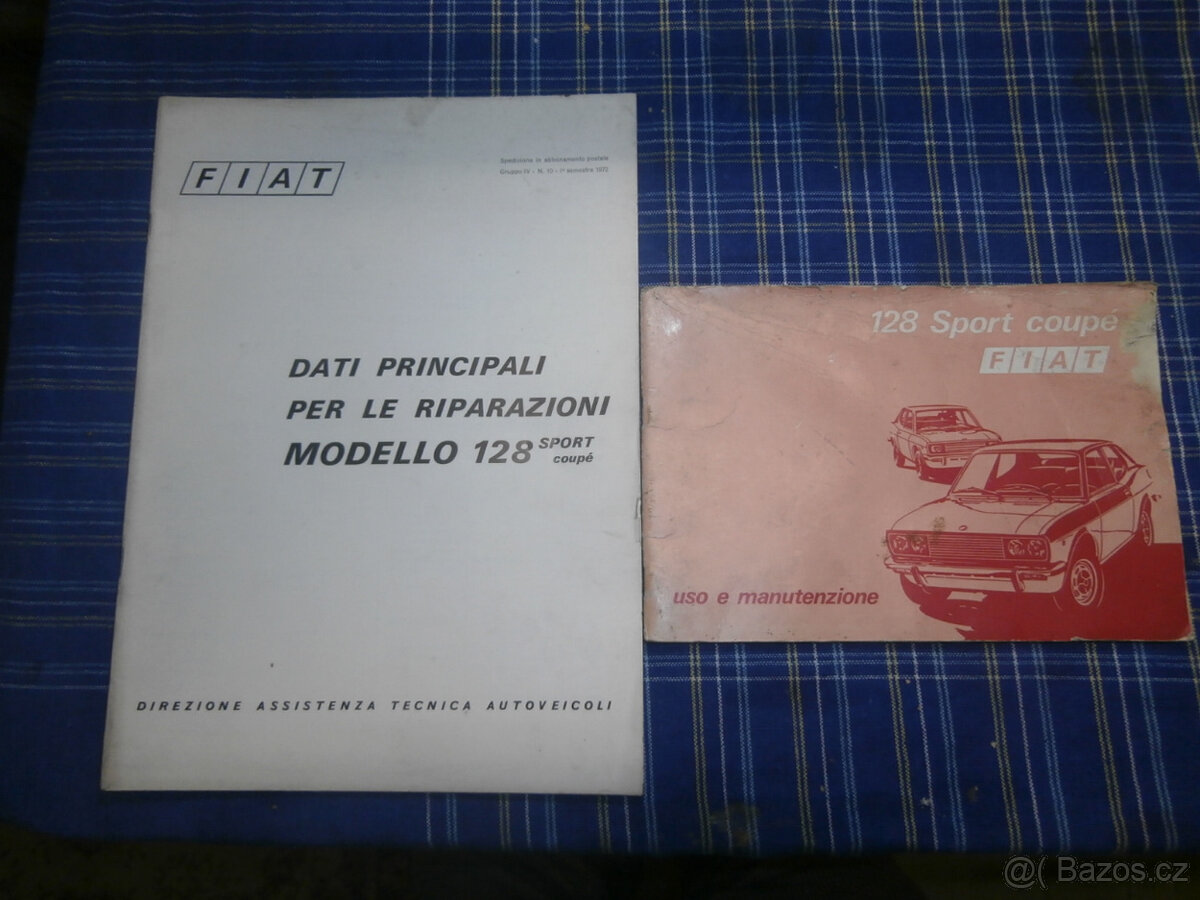 FIAT
Spedizione in abbonamento postale
Gruppo IV - N. 10 - 1° semestre 1972
DATI PRINCIPALI
PER LE RIPARAZIONI
MODELLO 128 SPORT
coupé
DIREZIONE ASSISTENZA TECNICA AUTOVEICOLI
128 Sport coupé
FIAT
uso e manutenzione
@( Bazos.cz